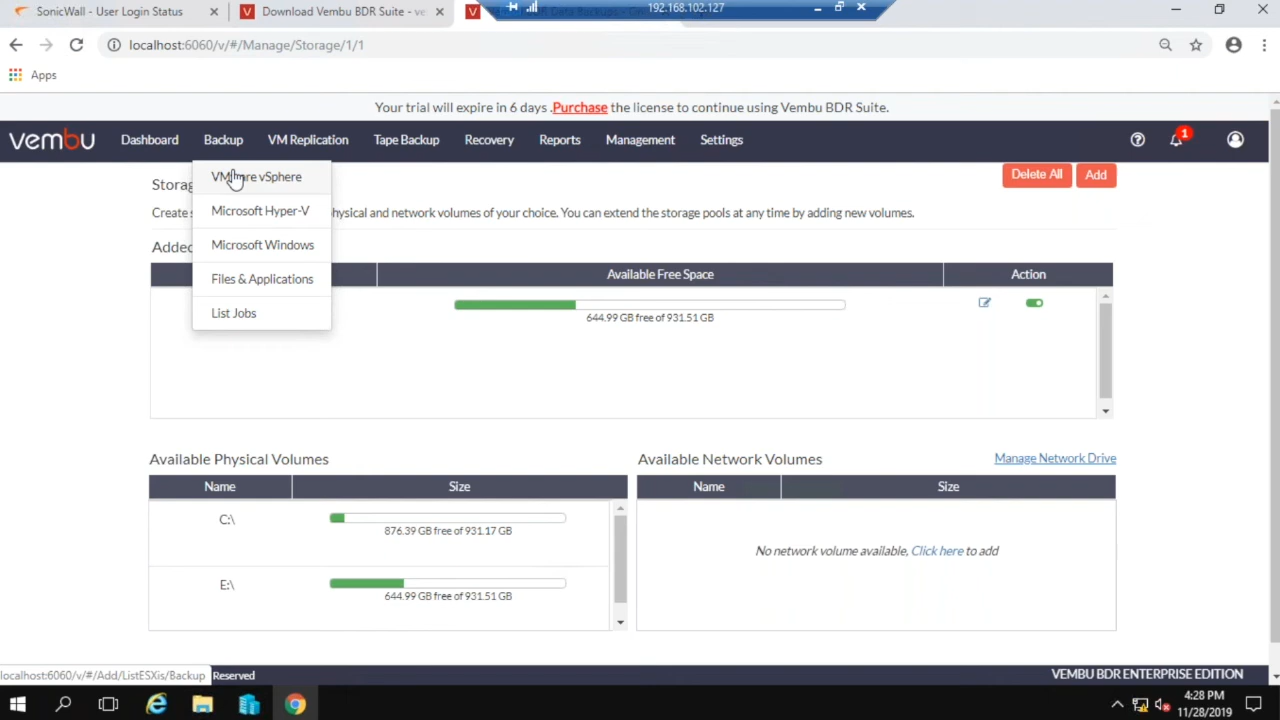 SonicWall - User Login Status
Download Vembu BDR Suite - ve
192.168.102.127
localhost:6060/v/#/Manage/Storage/1/1
Apps
Your trial will expire in 6 days .Purchase the license to continue using Vembu BDR Suite.
vembu
Dashboard
Backup
VM Replication
Tape Backup
Recovery
Reports
Management
Settings
1
VMware vSphere
Microsoft Hyper-V
Microsoft Windows
Files & Applications
List Jobs
Delete All
Add
physical and network volumes of your choice. You can extend the storage pools at any time by adding new volumes.
Create
Added
Available Free Space
Action
644.99 GB free of 931.51 GB
Available Physical Volumes
Name
Size
C:\
876.39 GB free of 931.17 GB
E:\
644.99 GB free of 931.51 GB
Available Network Volumes
Manage Network Drive
Name
Size
No network volume available, Click here to add
localhost:6060/v/#/Add/ListESXis/Backup
Reserved
VEMBU BDR ENTERPRISE EDITION
4:28 PM
11/28/2019